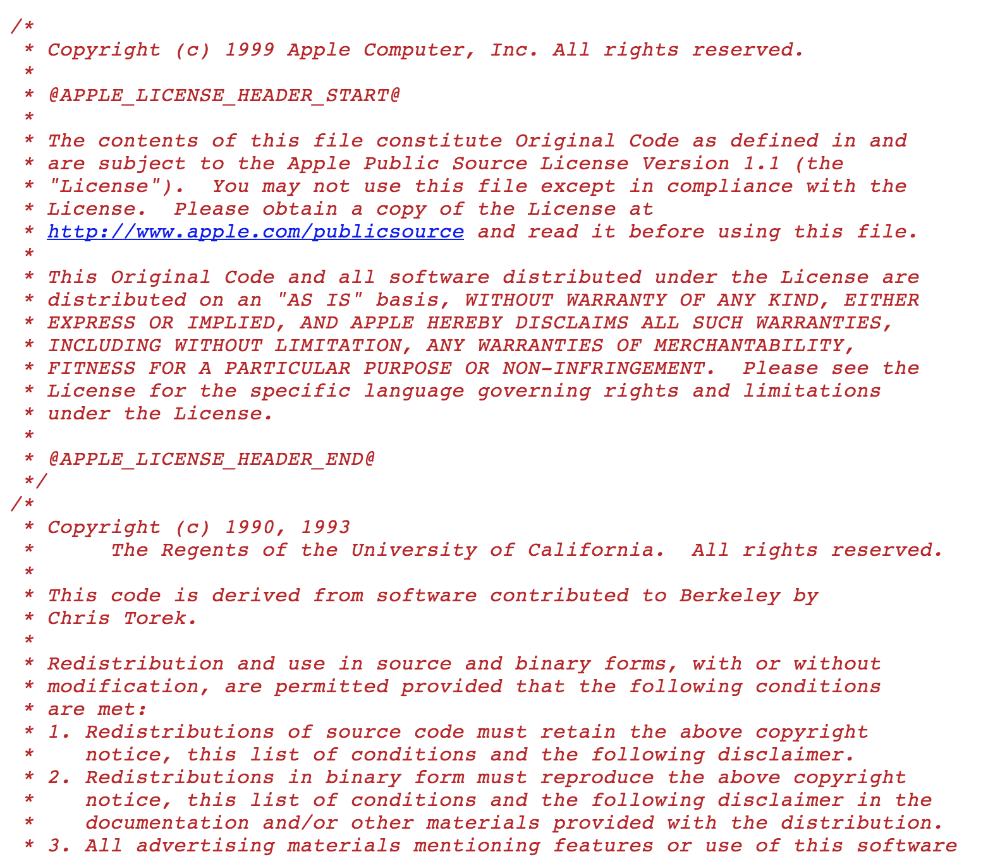 /*
 * Copyright (c) 1999 Apple Computer, Inc. All rights reserved.
 *
 * @APPLE_LICENSE_HEADER_START@
 *
 * The contents of this file constitute Original Code as defined in and
 * are subject to the Apple Public Source License Version 1.1 (the
 * "License").  You may not use this file except in compliance with the
 * License.  Please obtain a copy of the License at
 * http://www.apple.com/publicsource and read it before using this file.
 *
 * This Original Code and all software distributed under the License are
 * distributed on an "AS IS" basis, WITHOUT WARRANTY OF ANY KIND, EITHER
 * EXPRESS OR IMPLIED, AND APPLE HEREBY DISCLAIMS ALL SUCH WARRANTIES,
 * INCLUDING WITHOUT LIMITATION, ANY WARRANTIES OF MERCHANTABILITY,
 * FITNESS FOR A PARTICULAR PURPOSE OR NON-INFRINGEMENT.  Please see the
 * License for the specific language governing rights and limitations
 * under the License.
 *
 * @APPLE_LICENSE_HEADER_END@
 */
/*
 * Copyright (c) 1990, 1993
 *      The Regents of the University of California.  All rights reserved.
 *
 * This code is derived from software contributed to Berkeley by
 * Chris Torek.
 *
 * Redistribution and use in source and binary forms, with or without
 * modification, are permitted provided that the following conditions
 * are met:
 * 1. Redistributions of source code must retain the above copyright
 *    notice, this list of conditions and the following disclaimer.
 * 2. Redistributions in binary form must reproduce the above copyright
 *    notice, this list of conditions and the following disclaimer in the
 *    documentation and/or other materials provided with the distribution.
 * 3. All advertising materials mentioning features or use of this software